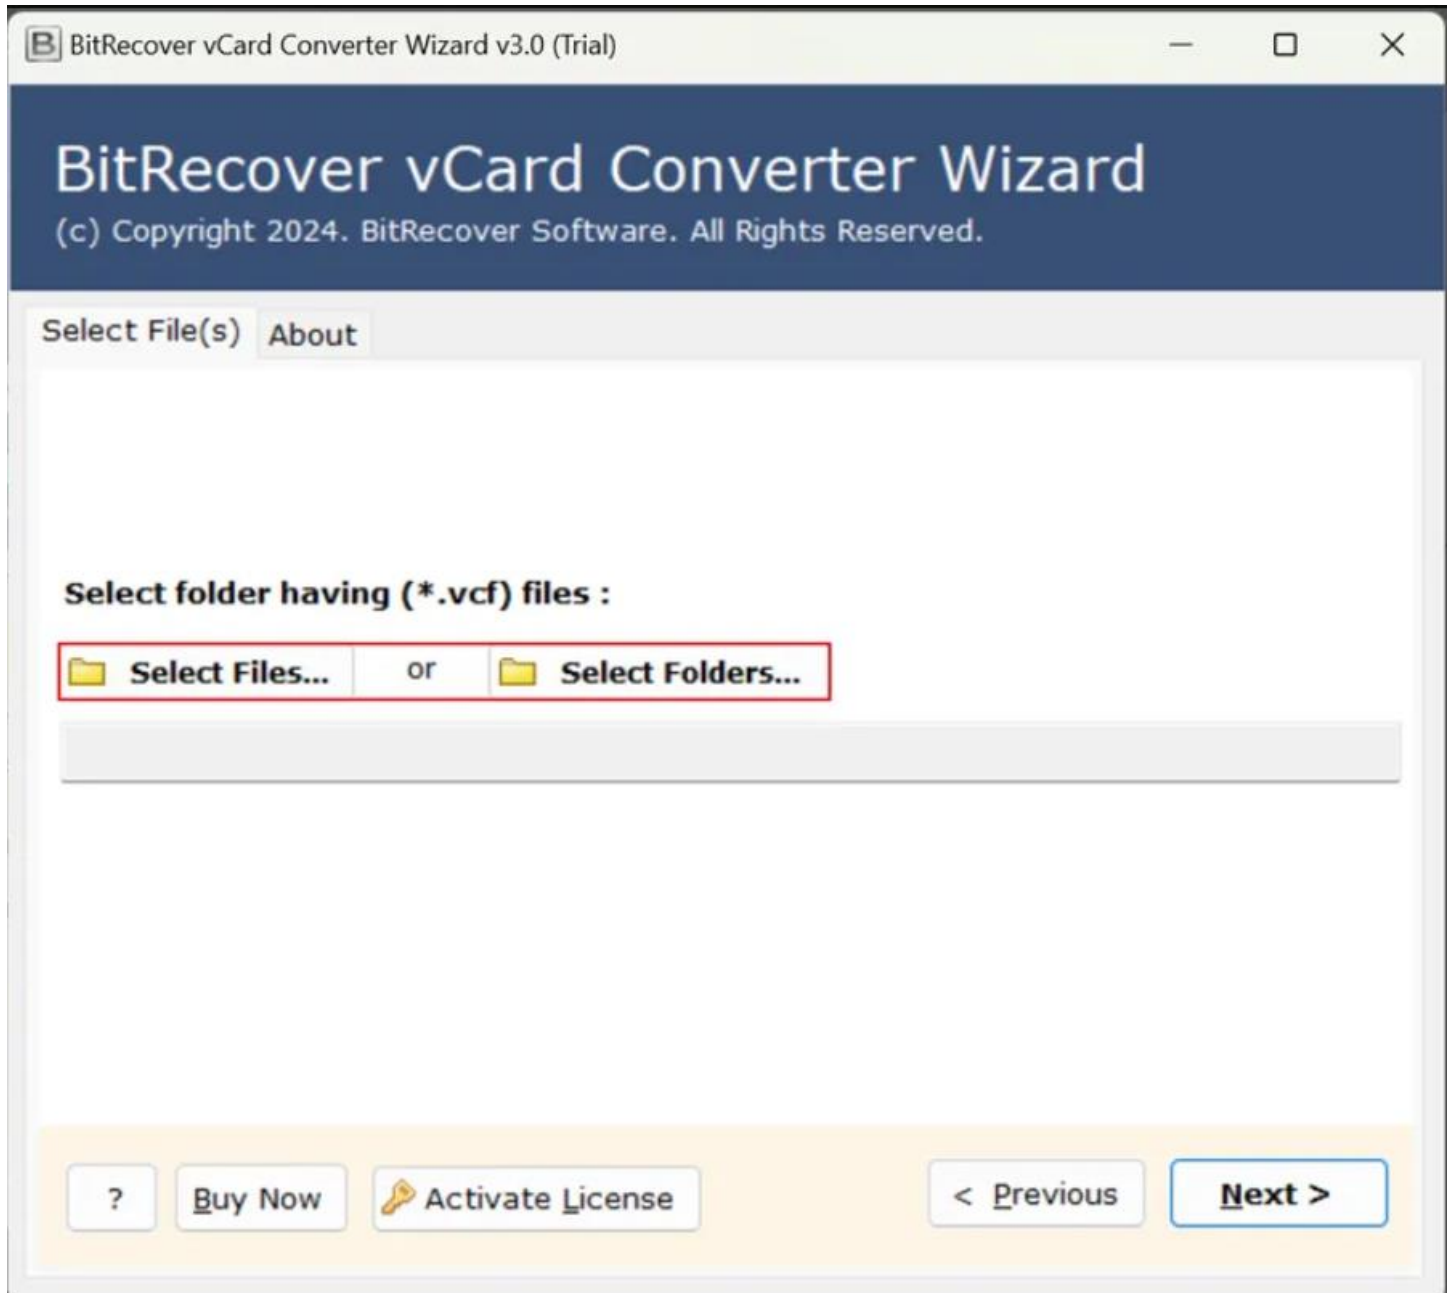 B BitRecover vCard Converter Wizard v3.0 (Trial)
BitRecover vCard Converter Wizard
(c) Copyright 2024. BitRecover Software. All Rights Reserved.
Select File(s) About
Select folder having (*.vcf) files :
Select Files... or Select Folders...
? Buy Now Activate License < Previous Next >